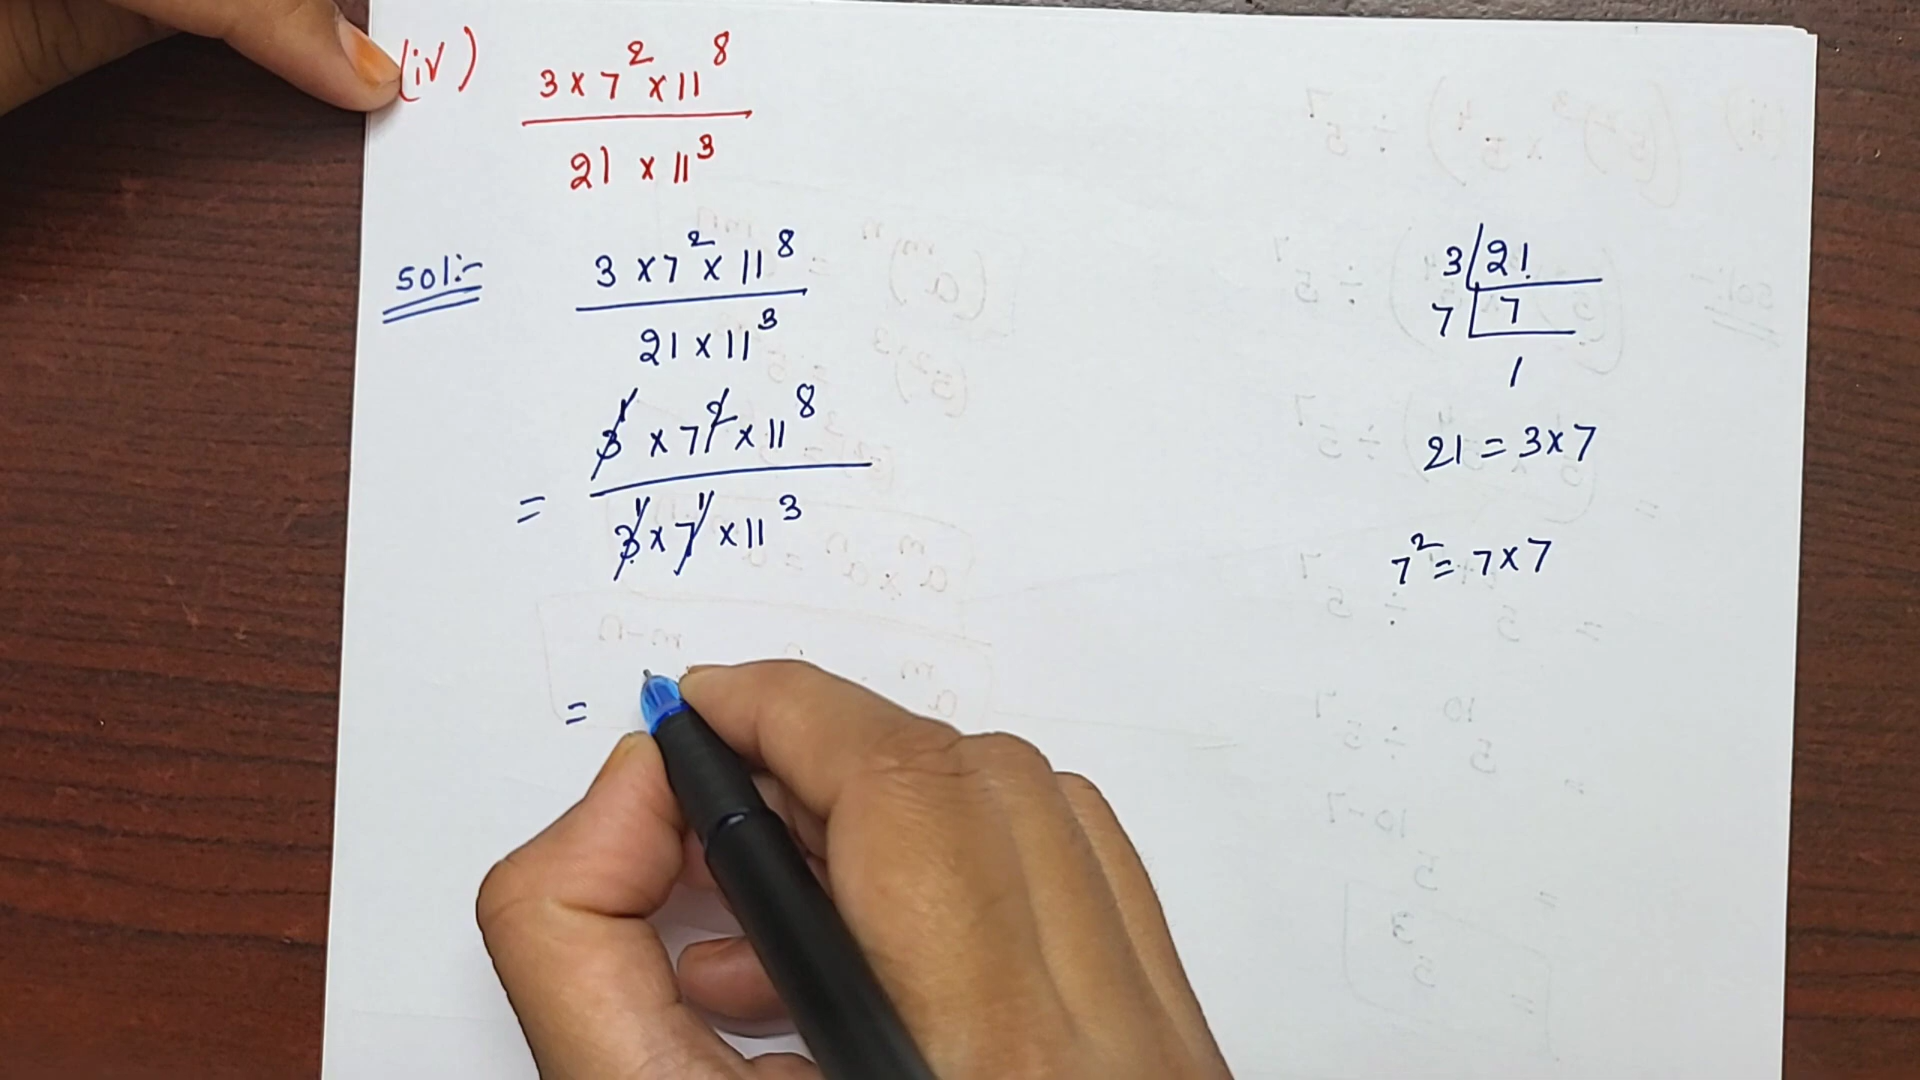 (iv) 3 × 7² × 11⁸
21 × 11³
Sol:- 3 × 7² × 11⁸
21 × 11³
= 3 × 7² × 11⁸
3 × 7 × 11³
=
3 21
7 7
1
21 = 3 × 7
7² = 7 × 7